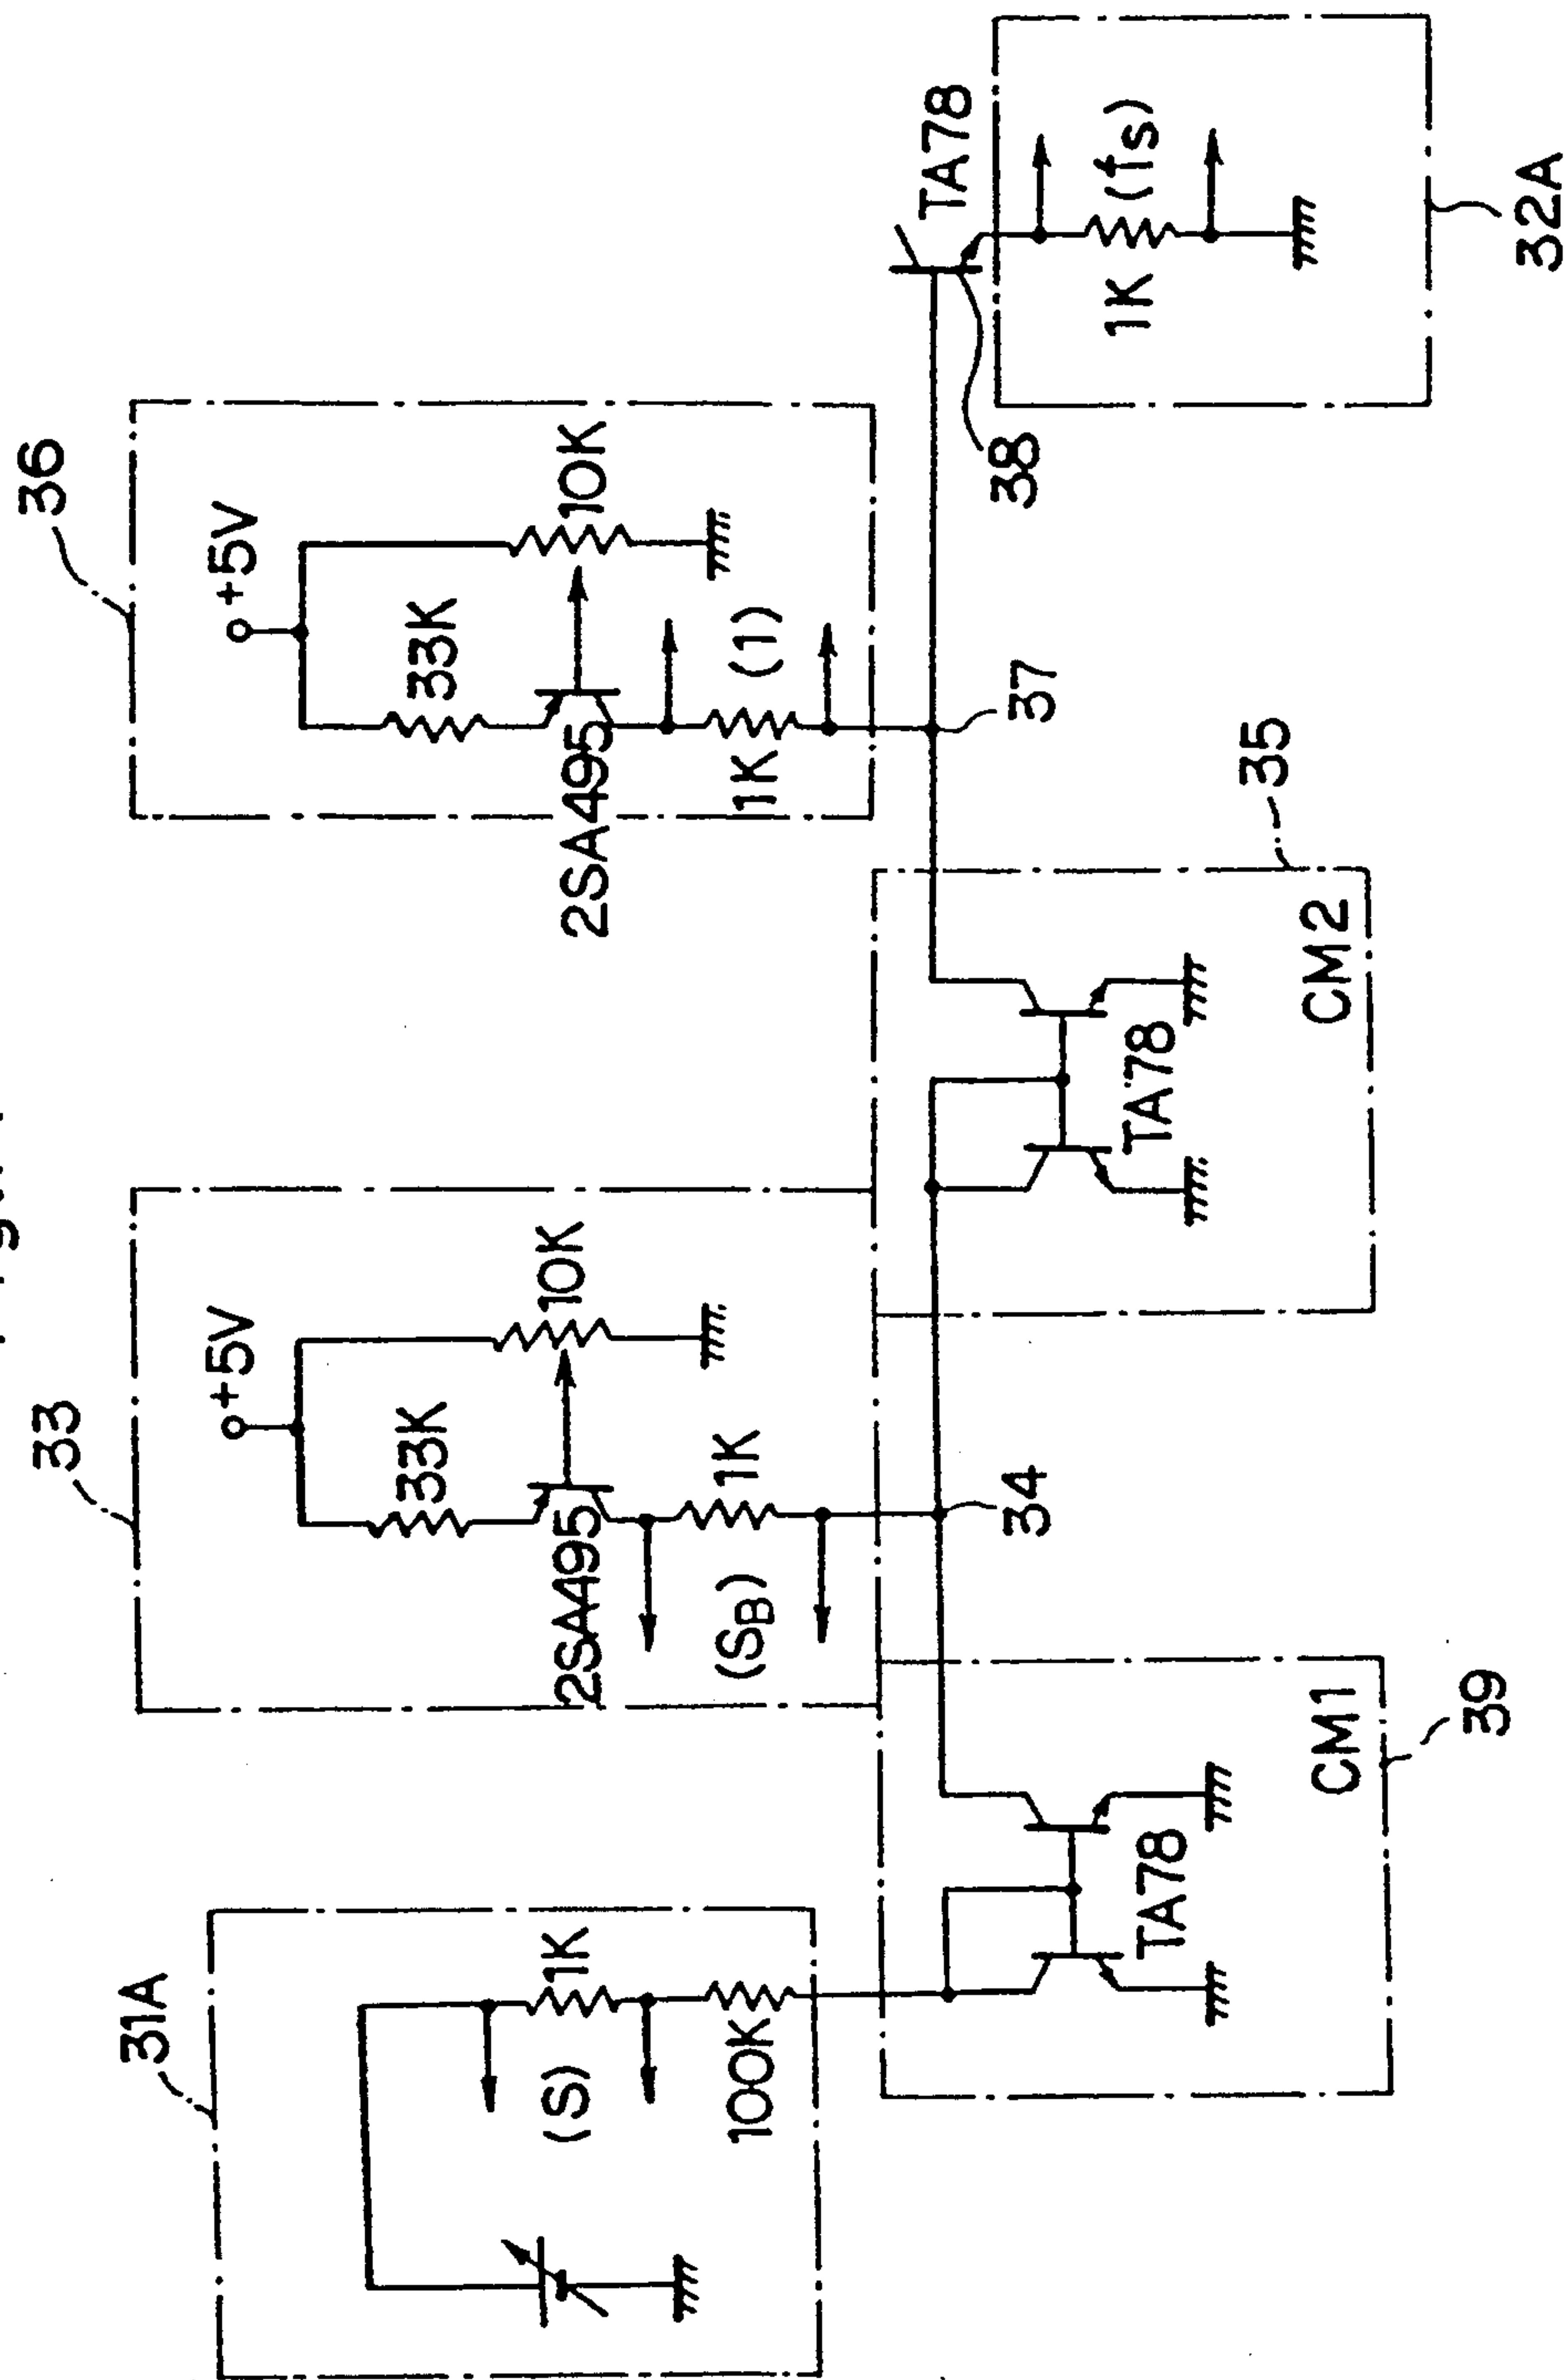 31A
(S)
1K
100K
33
+5V
33K
10K
2SA495
1K
(SB)
34
TA78
CM1
39
36
+5V
33K
10K
2SA495
1K
(1)
37
TA78
CM2
35
TA78
38
1K
(fs)
32A